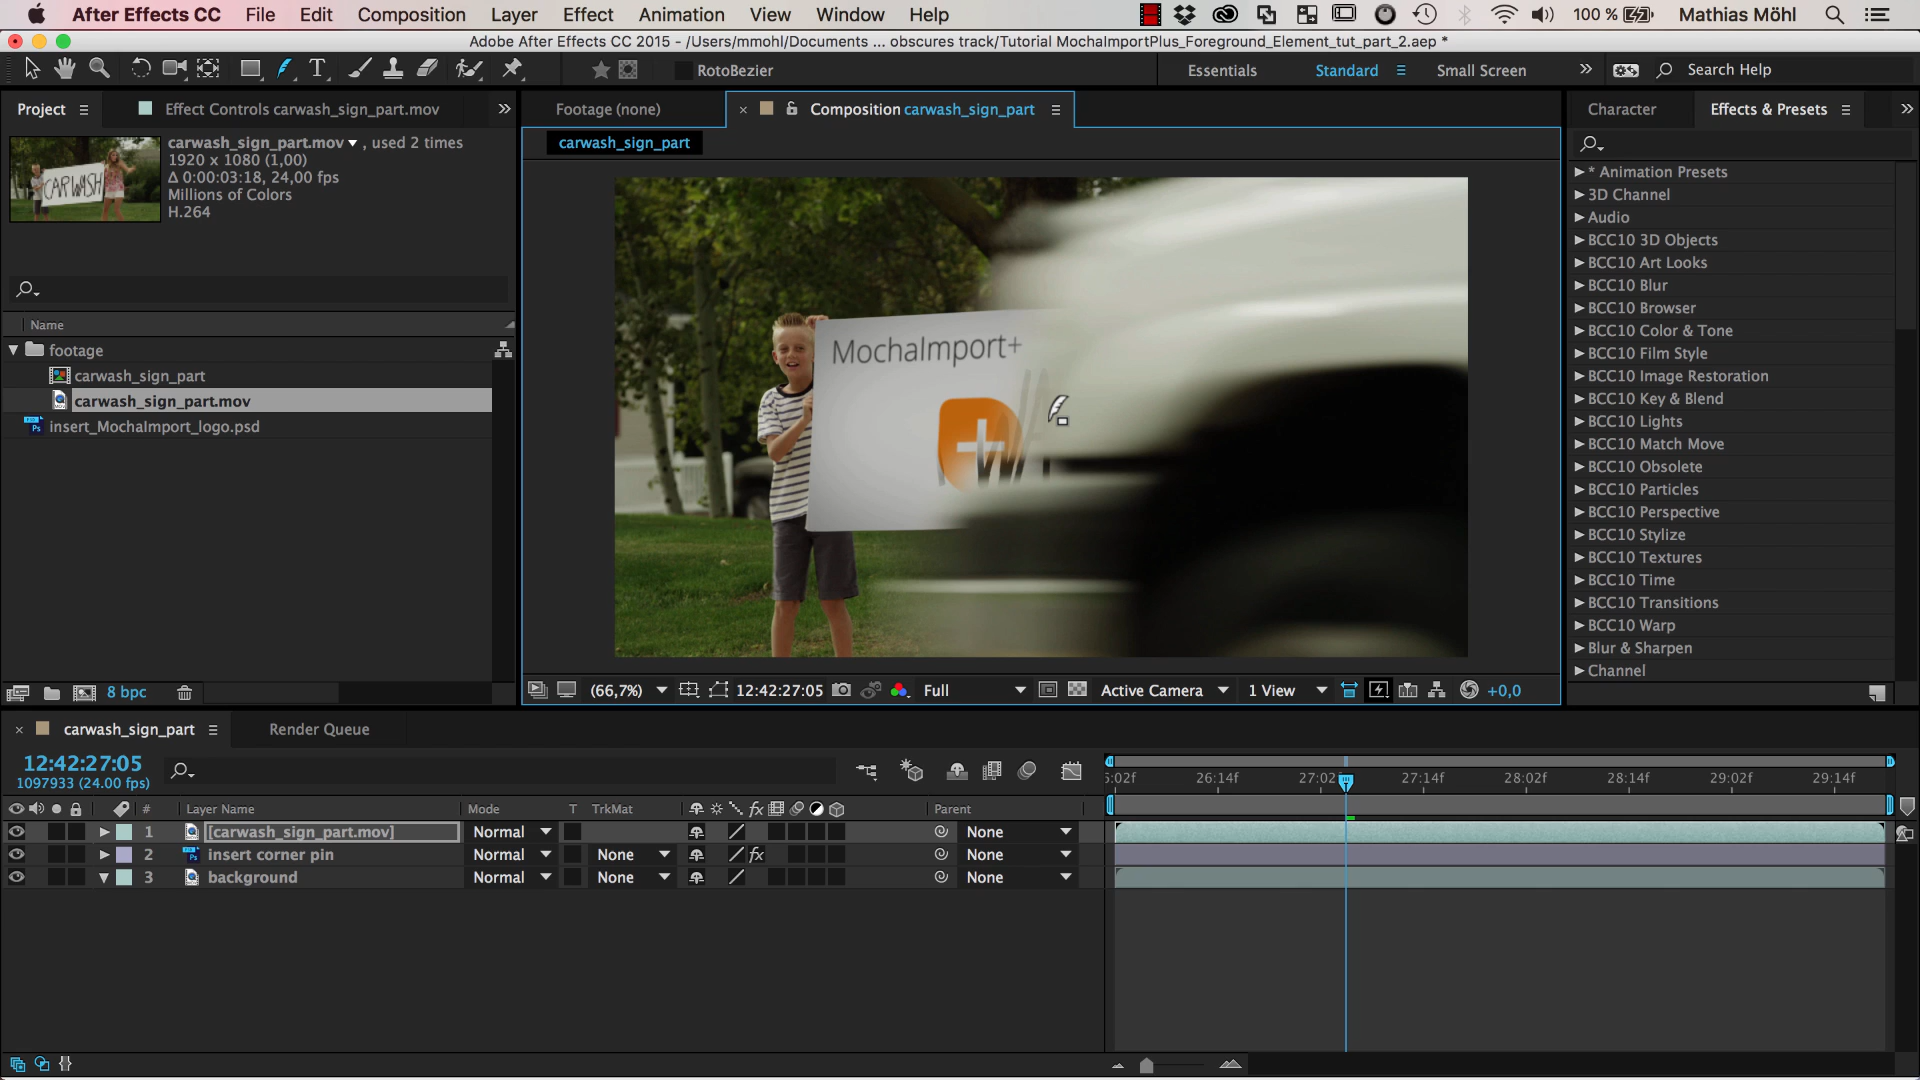 After Effects CC File Edit Composition Layer Effect Animation View Window Help 100 % Mathias Möhl
Adobe After Effects CC 2015 - /Users/mmohl/Documents ... obscures track/Tutorial MochaImportPlus_Foreground_Element_tut_part_2.aep *
RotoBezier Essentials Standard Small Screen Search Help
Project Effect Controls carwash_sign_part.mov Footage (none) Composition carwash_sign_part Character Effects & Presets
carwash_sign_part.mov , used 2 times
1920 x 1080 (1,00)
Δ 0:00:03:18, 24,00 fps
Millions of Colors
H.264
CARWASH
Name
footage
carwash_sign_part
carwash_sign_part.mov
insert_MochaImport_logo.psd
8 bpc
carwash_sign_part
MochaImport+
(66,7%) 12:42:27:05 Full Active Camera 1 View +0,0
* Animation Presets
3D Channel
Audio
BCC10 3D Objects
BCC10 Art Looks
BCC10 Blur
BCC10 Browser
BCC10 Color & Tone
BCC10 Film Style
BCC10 Image Restoration
BCC10 Key & Blend
BCC10 Lights
BCC10 Match Move
BCC10 Obsolete
BCC10 Particles
BCC10 Perspective
BCC10 Stylize
BCC10 Textures
BCC10 Time
BCC10 Transitions
BCC10 Warp
Blur & Sharpen
Channel
carwash_sign_part Render Queue
12:42:27:05
1097933 (24.00 fps)
5:02f 26:14f 27:02f 27:14f 28:02f 28:14f 29:02f 29:14f
# Layer Name Mode T TrkMat fx Parent
1 [carwash_sign_part.mov] Normal None
2 insert corner pin Normal None fx None
3 background Normal None None